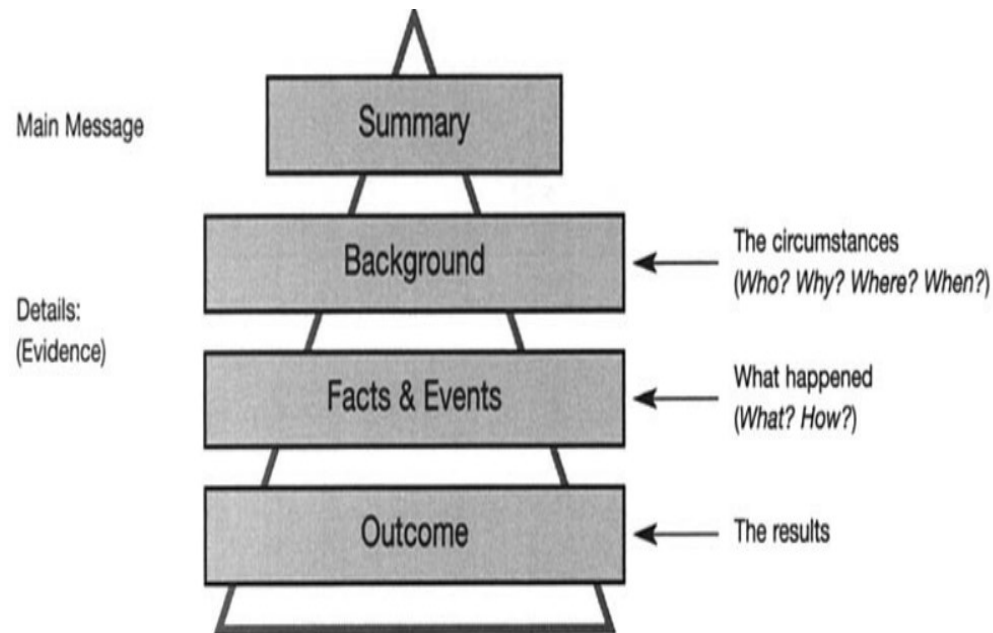 Main Message
Summary
Background
The circumstances
(Who? Why? Where? When?)
Details:
(Evidence)
Facts & Events
What happened
(What? How?)
Outcome
The results